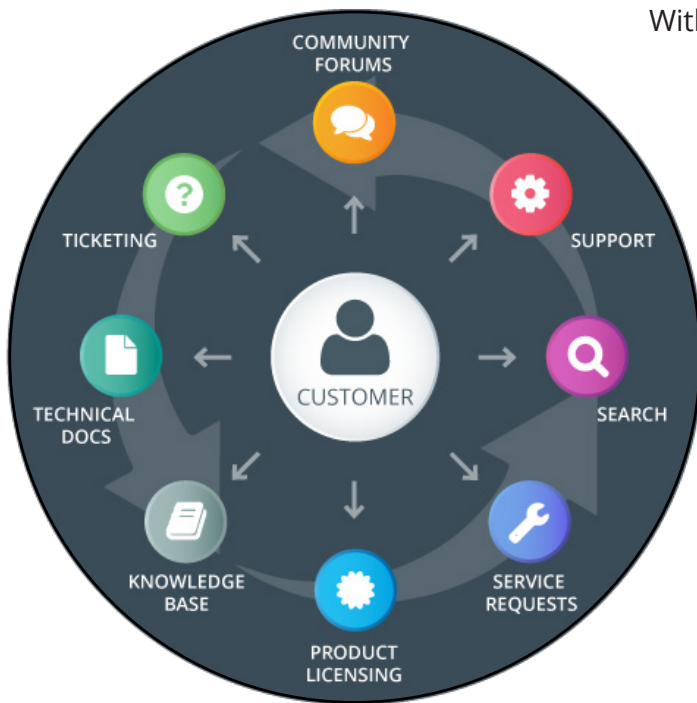 With
COMMUNITY
FORUMS
?
TICKETING
SUPPORT
CUSTOMER
TECHNICAL
DOCS
SEARCH
KNOWLEDGE
BASE
SERVICE
REQUESTS
PRODUCT
LICENSING